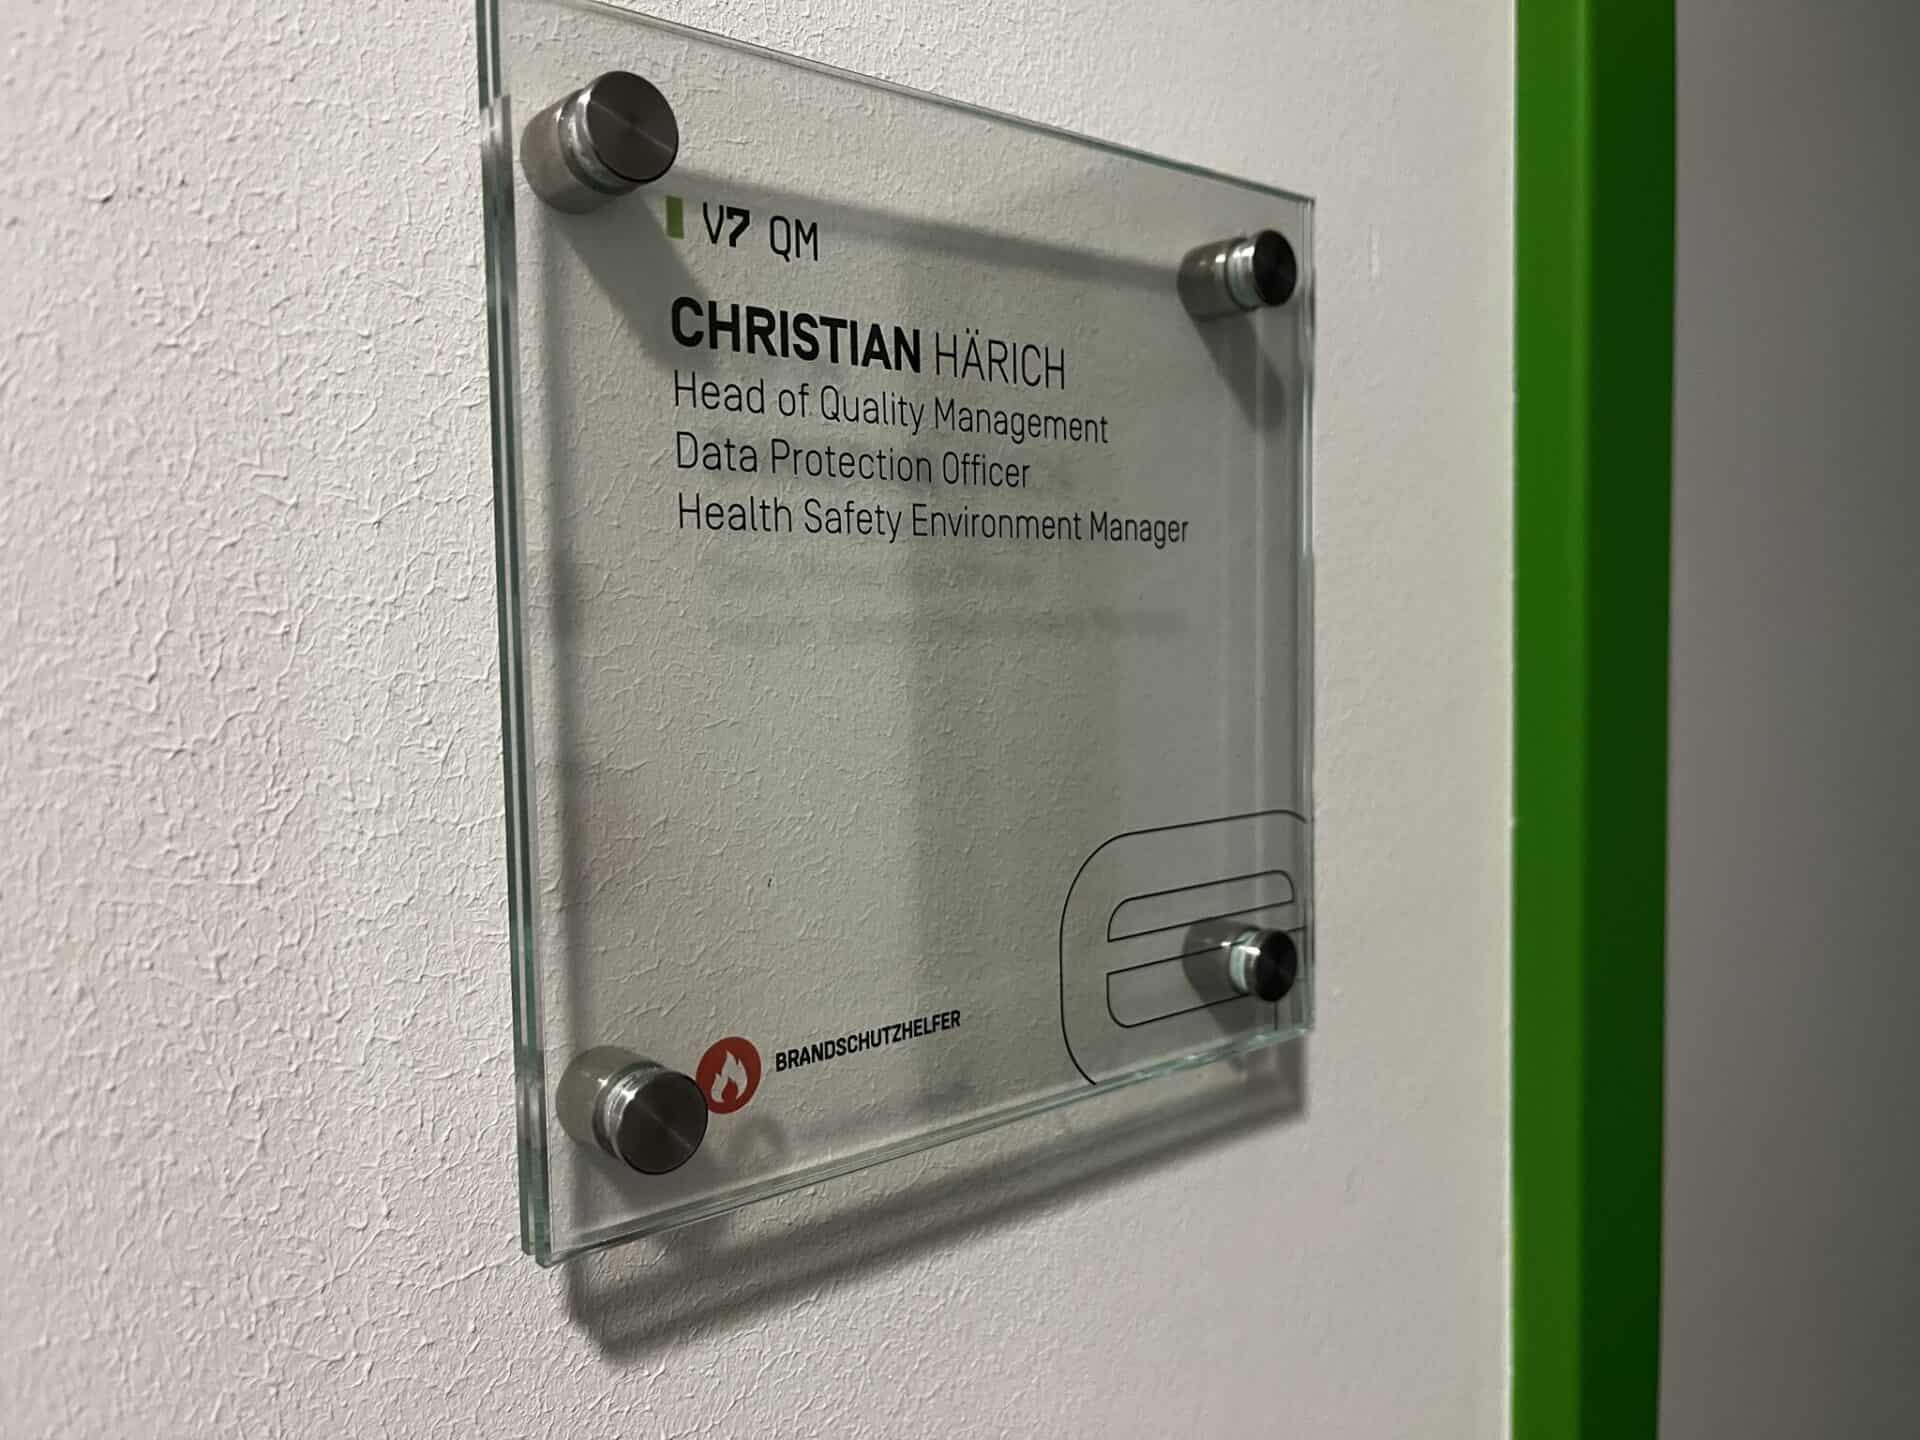 V7 QM
CHRISTIAN HÄRICH
Head of Quality Management
Data Protection Officer
Health Safety Environment Manager
BRANDSCHUTZHELFER